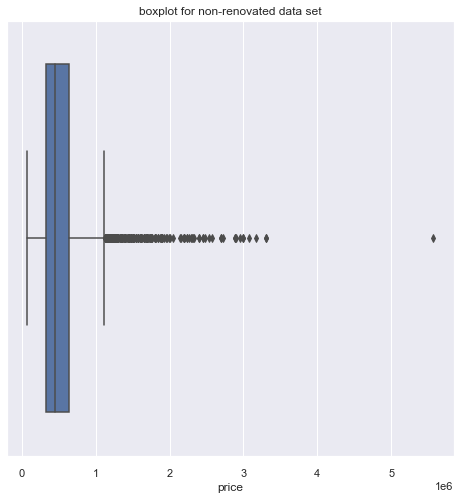 boxplot for non-renovated data set
0 1 2 3 4 5
1e6
price